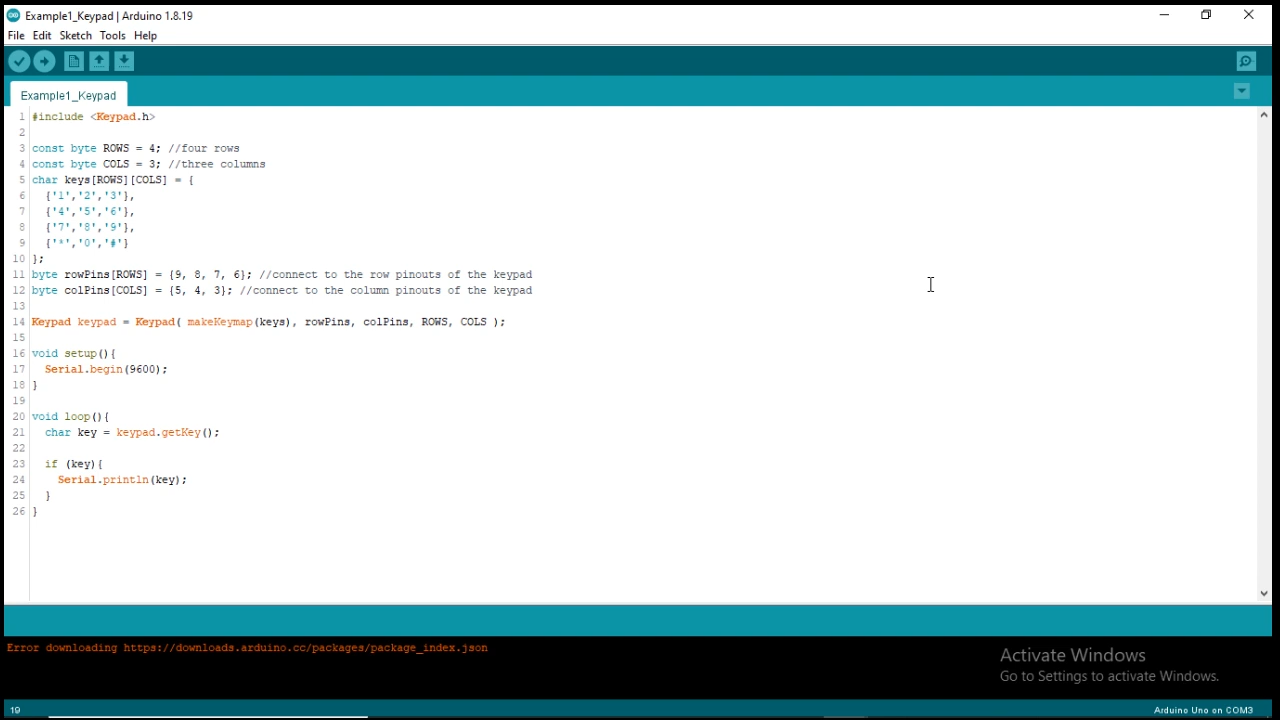 Example1_Keypad | Arduino 1.8.19
File Edit Sketch Tools Help
Example1_Keypad
1 #include <Keypad.h>
2
3 const byte ROWS = 4; //four rows
4 const byte COLS = 3; //three columns
5 char keys[ROWS][COLS] = {
6   {'1','2','3'},
7   {'4','5','6'},
8   {'7','8','9'},
9   {'*','0','#'}
10 };
11 byte rowPins[ROWS] = {9, 8, 7, 6}; //connect to the row pinouts of the keypad
12 byte colPins[COLS] = {5, 4, 3}; //connect to the column pinouts of the keypad
13
14 Keypad keypad = Keypad( makeKeymap(keys), rowPins, colPins, ROWS, COLS );
15
16 void setup(){
17   Serial.begin(9600);
18 }
19
20 void loop(){
21   char key = keypad.getKey();
22
23   if (key){
24     Serial.println(key);
25   }
26 }
Error downloading https://downloads.arduino.cc/packages/package_index.json
Activate Windows
Go to Settings to activate Windows.
19 Arduino Uno on COM3